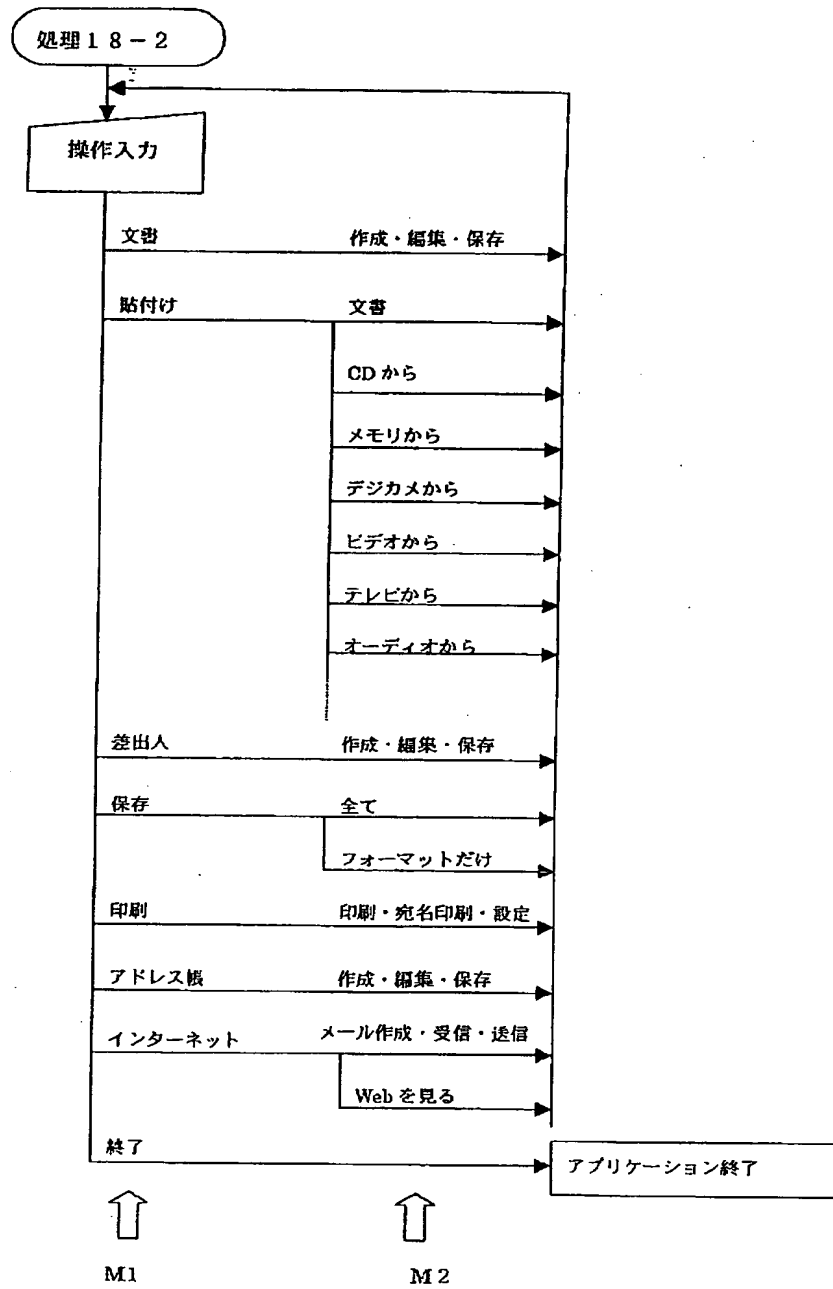 処理18-2
操作入力
文書 作成・編集・保存
貼付け 文書
CDから
メモリから
デジカメから
ビデオから
テレビから
オーディオから
差出人 作成・編集・保存
保存 全て
フォーマットだけ
印刷 印刷・宛名印刷・設定
アドレス帳 作成・編集・保存
インターネット メール作成・受信・送信
Webを見る
終了 アプリケーション終了
M1 M2